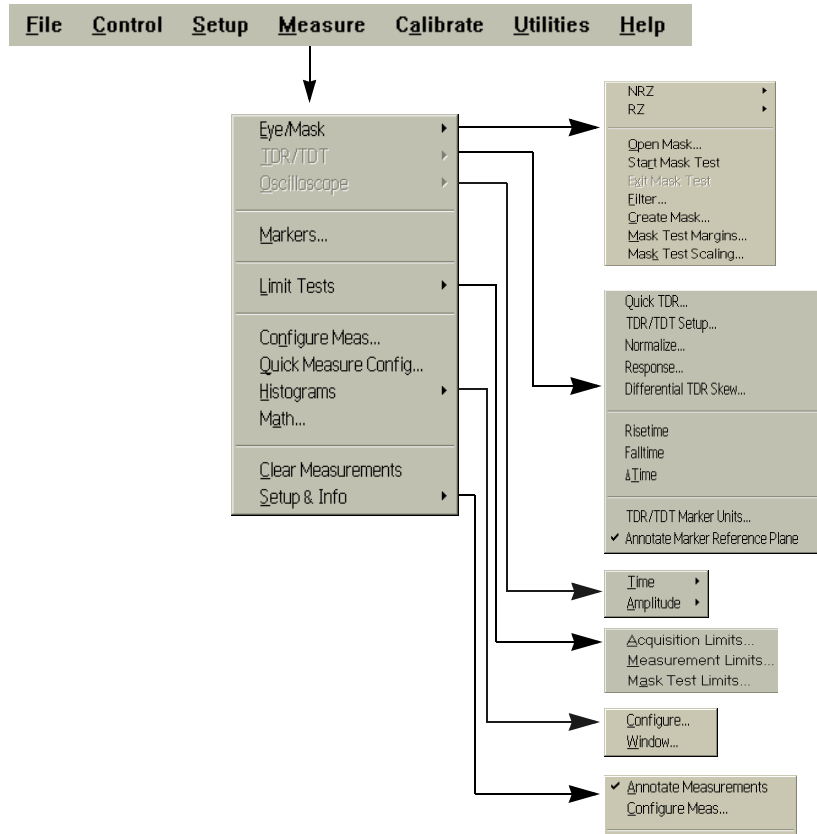 File Control Setup Measure Calibrate Utilities Help
Eye/Mask
TDR/TDT
Oscilloscope
Markers...
Limit Tests
Configure Meas...
Quick Measure Config...
Histograms
Math...
Clear Measurements
Setup & Info
NRZ
RZ
Open Mask...
Start Mask Test
Exit Mask Test
Filter...
Create Mask...
Mask Test Margins...
Mask Test Scaling...
Quick TDR...
TDR/TDT Setup...
Normalize...
Response...
Differential TDR Skew...
Risetime
Falltime
ΔTime
TDR/TDT Marker Units...
✓ Annotate Marker Reference Plane
Time
Amplitude
Acquisition Limits...
Measurement Limits...
Mask Test Limits...
Configure...
Window...
✓ Annotate Measurements
Configure Meas...